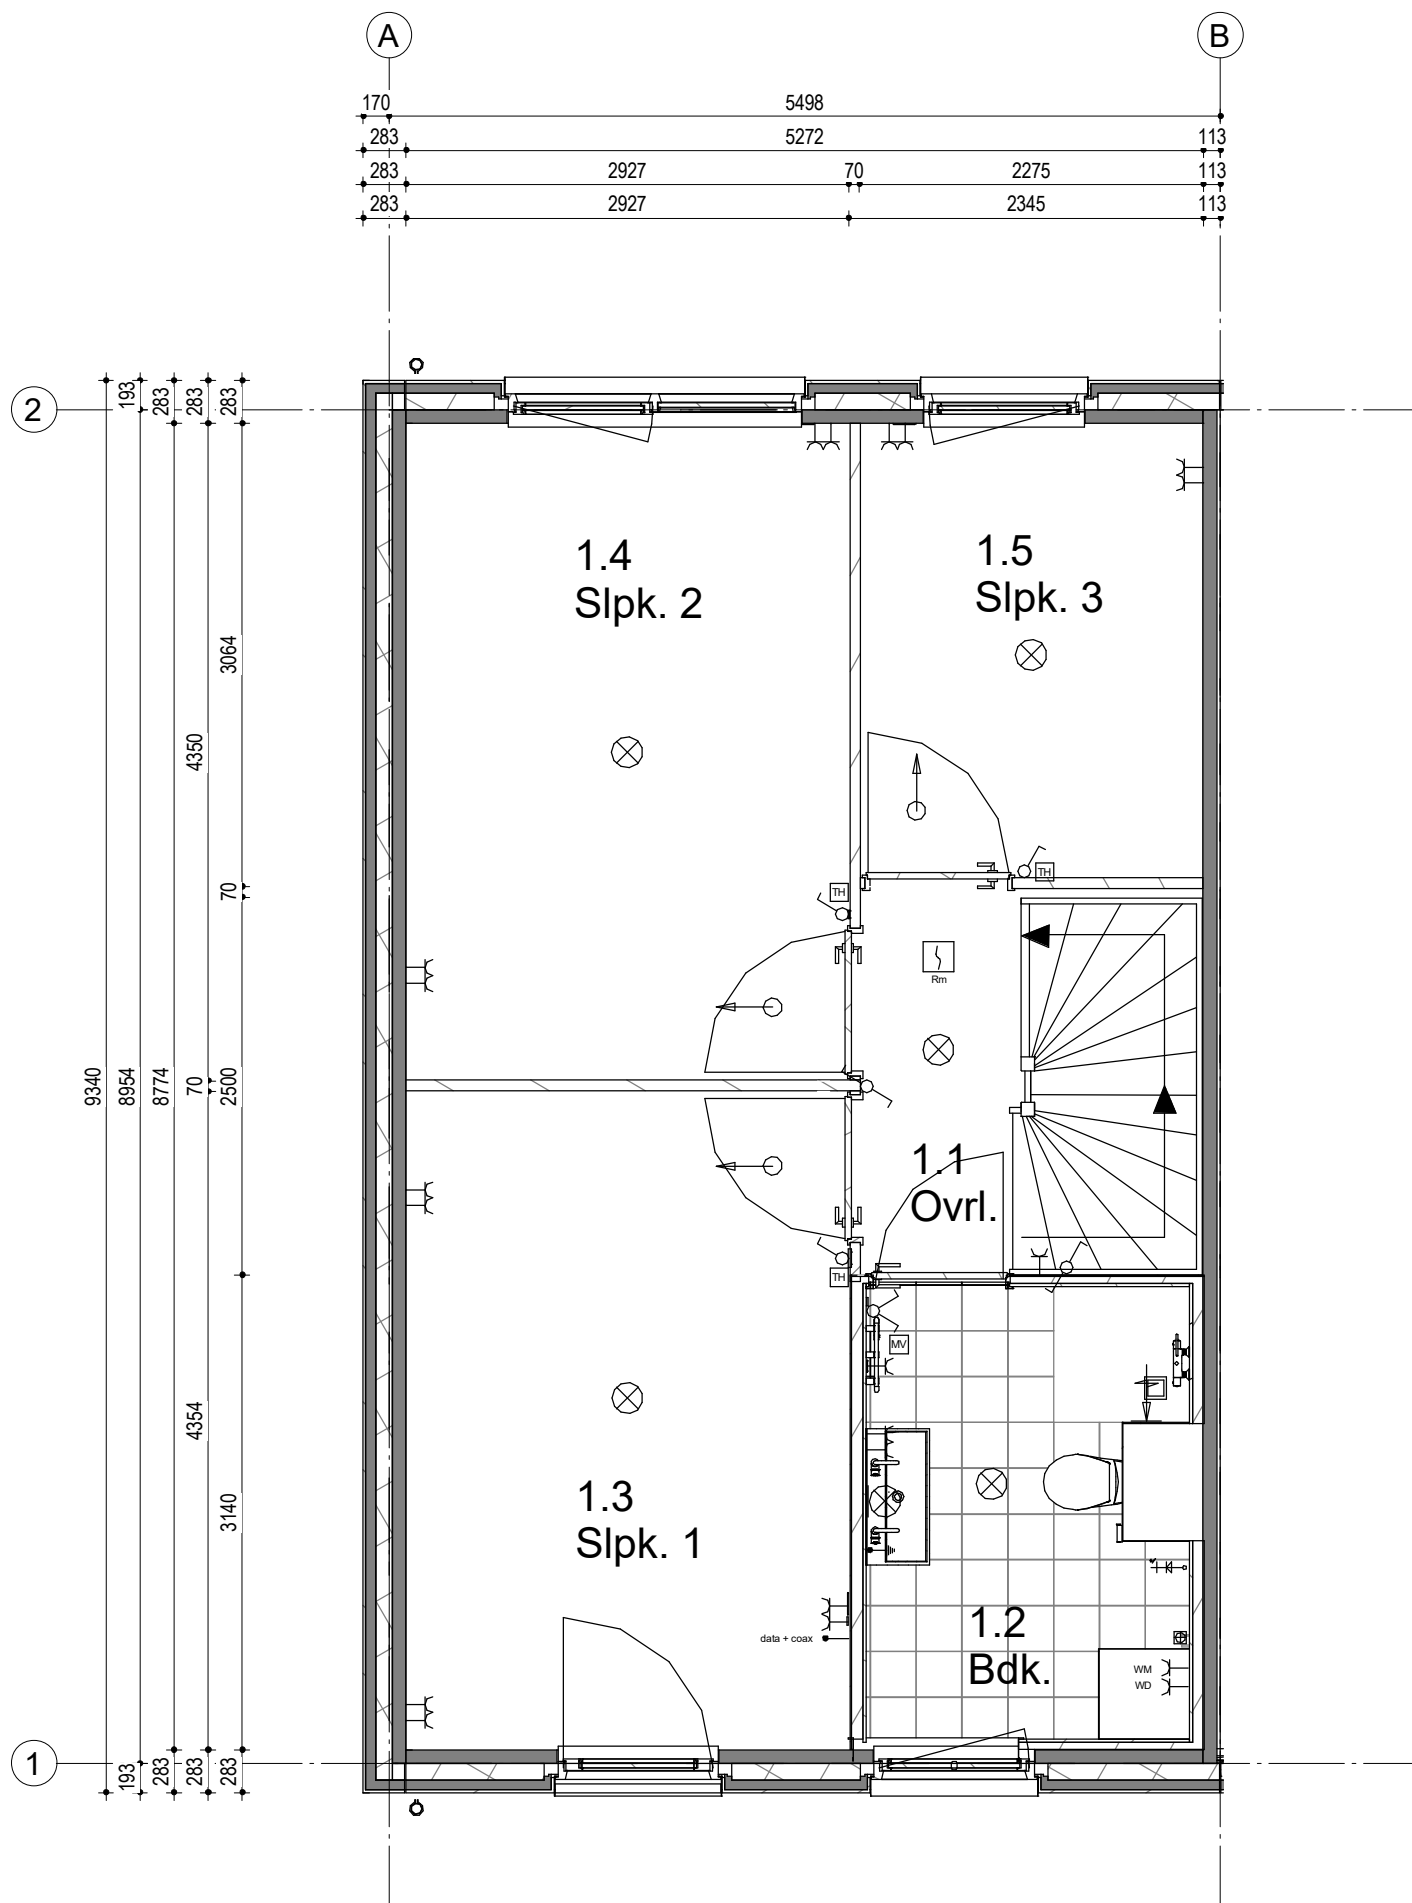 A B
170 5498
283 5272 113
283 2927 70 2275 113
283 2927 2345 113
2
193 283 283 283
1.4
Slpk. 2
1.5
Slpk. 3
3064
4350
70
TH
TH
Rm
9340 8954 8774 70 2500
1.1
Ovrl.
TH
MV
4354
3140
1.3
Slpk. 1
data + coax
1.2
Bdk.
WM
WD
1
193 283 283 283